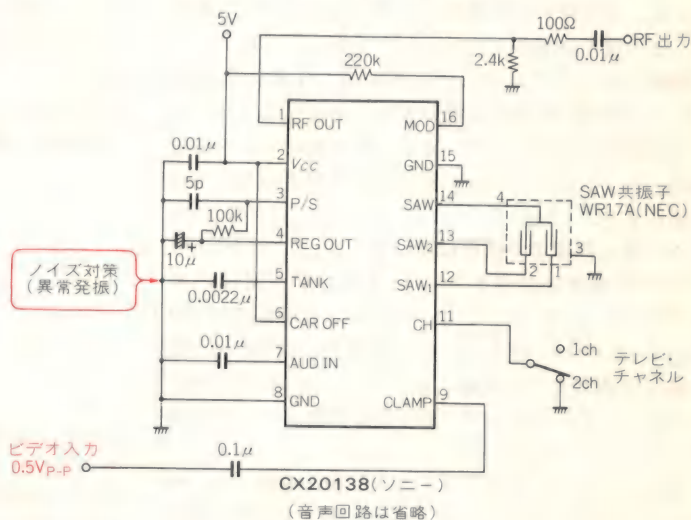 5V
100Ω
RF出力
0.01μ
2.4k
220k
1
RF OUT
MOD
16
0.01μ
2
VCC
GND
15
5p
3
P/S
SAW
14
4
SAW共振子
WR17A(NEC)
100k
4
REG OUT
SAW2
13
2
1
3
10μ
+
ノイズ対策
(異常発振)
5
TANK
SAW1
12
0.0022μ
6
CAR OFF
CH
11
1ch
テレビ・
チャネル
2ch
0.01μ
7
AUD IN
8
GND
CLAMP
9
ビデオ入力
0.5VP-P
0.1μ
CX20138(ソニー)
(音声回路は省略)